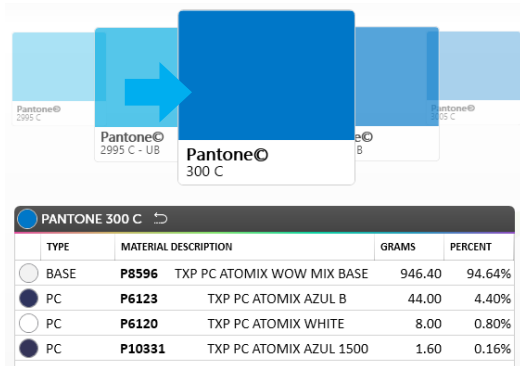 Pantone©
2995 C
Pantone©
2995 C - UB
Pantone©
300 C
e©
B
Pantone©
3005 C
PANTONE 300 C
TYPE MATERIAL DESCRIPTION GRAMS PERCENT
BASE P8596 TXP PC ATOMIX WOW MIX BASE 946.40 94.64%
PC P6123 TXP PC ATOMIX AZUL B 44.00 4.40%
PC P6120 TXP PC ATOMIX WHITE 8.00 0.80%
PC P10331 TXP PC ATOMIX AZUL 1500 1.60 0.16%